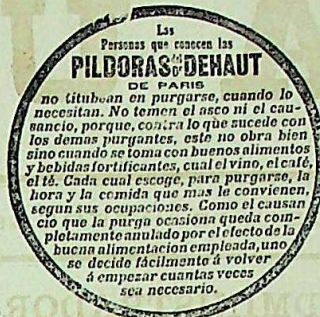 Las
Personas que conocen las
PILDORAS DEL DR DEHAUT
DE PARIS
no titubean en purgarse, cuando lo
necesitan. No temen el asco ni el cau-
sancio, porque, contra lo que sucede con
los demas purgantes, este no obra bien
sino cuando se toma con buenos alimentos
y bebidas fortificantes, cual el vino, el café,
el té. Cada cual escoge, para purgarse, la
hora y la comida que mas le convienen,
segun sus ocupaciones. Como el causan
cio que la purga ocasiona queda com-
pletamente anulado por el efecto de la
buena alimentacion empleada, uno
se decide fácilmente á volver
á empezar cuantas veces
sea necesario.